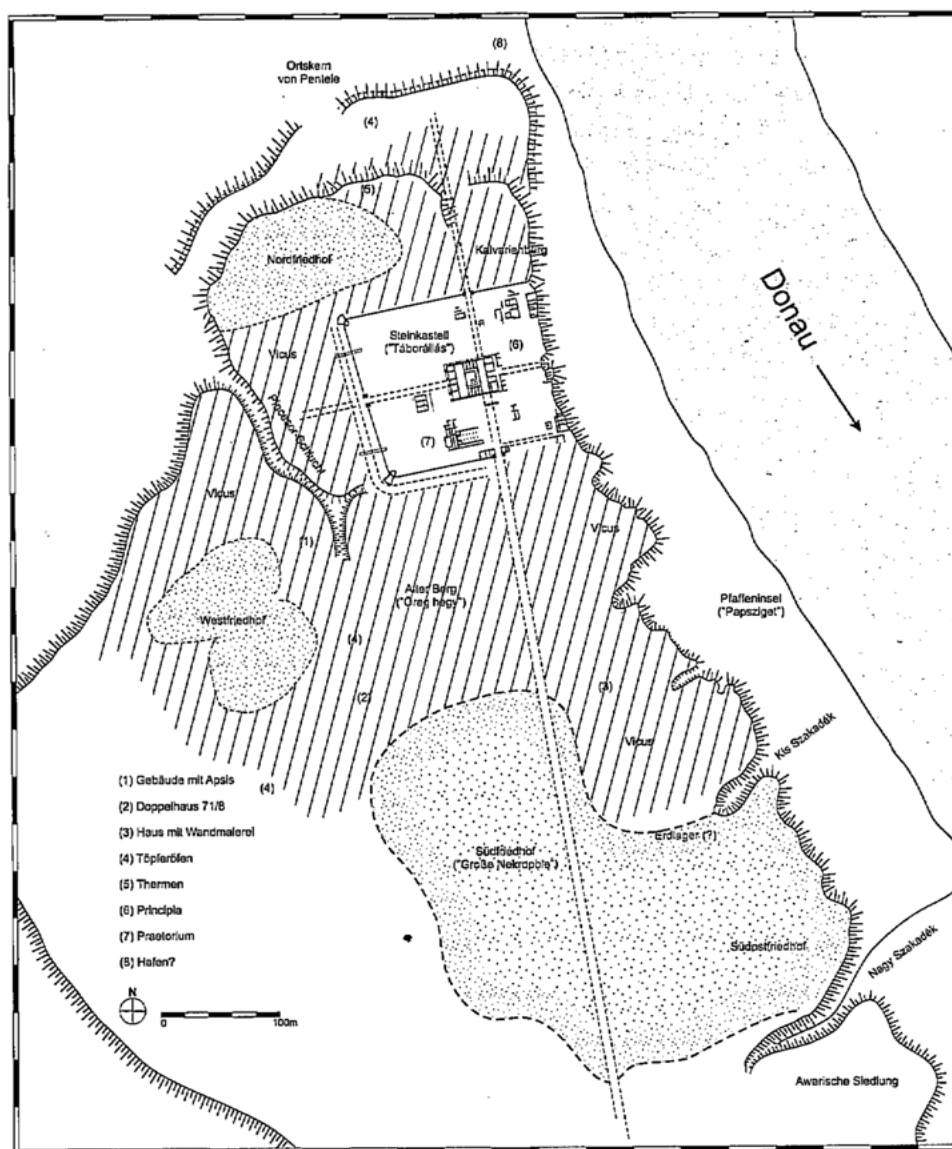 (8)
Ortskern
von Pentele
(4)
(5)
Nordfriedhof
Kalvarienberg
Donau
Steinkastell
("Táborállás")
(6)
Vicus
(7)
Vicus
(1)
Vicus
Alter Berg
("Öreg hegy")
Pfaffeninsel
("Papsziget")
Westfriedhof
(4)
(2)
(3)
Vicus
Kis Szakadék
(4)
(1) Gebäude mit Apsis
(2) Doppelhaus 71/8
(3) Haus mit Wandmalerei
(4) Töpferöfen
(5) Thermen
(6) Principia
(7) Praetorium
(8) Hafen?
Erdlager (?)
Südfriedhof
("Große Nekropole")
Südostfriedhof
Nagy Szakadék
N
0
100m
Awarische Siedlung